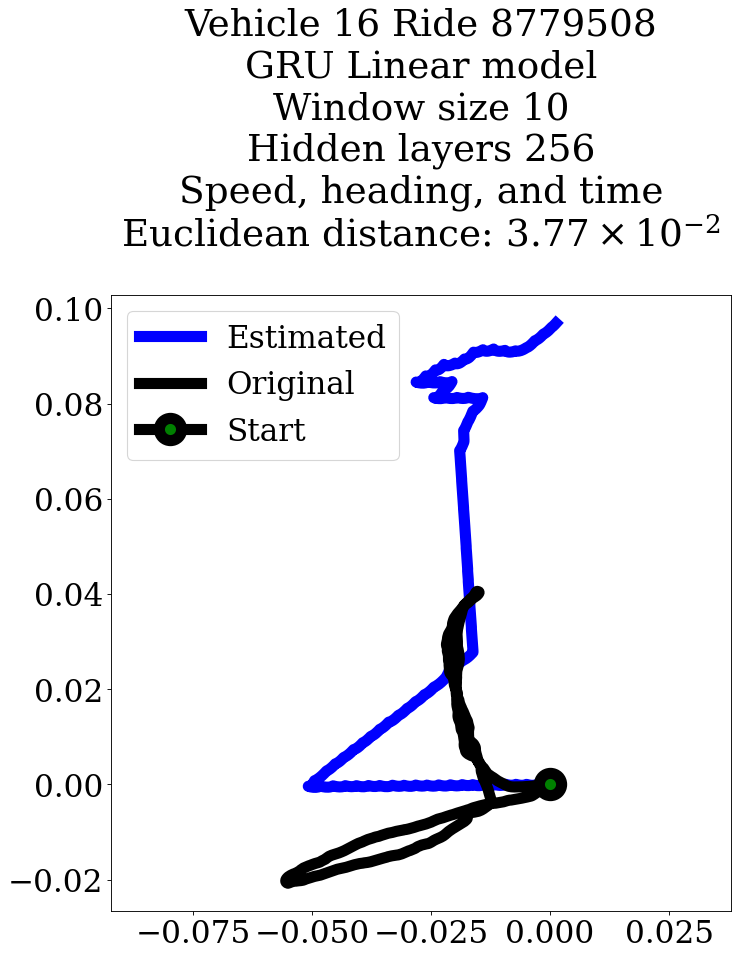 Vehicle 16 Ride 8779508
GRU Linear model
Window size 10
Hidden layers 256
Speed, heading, and time
Euclidean distance: 3.77 × 10⁻²
Estimated
Original
Start
0.10
0.08
0.06
0.04
0.02
0.00
−0.02
−0.075 −0.050 −0.025 0.000 0.025